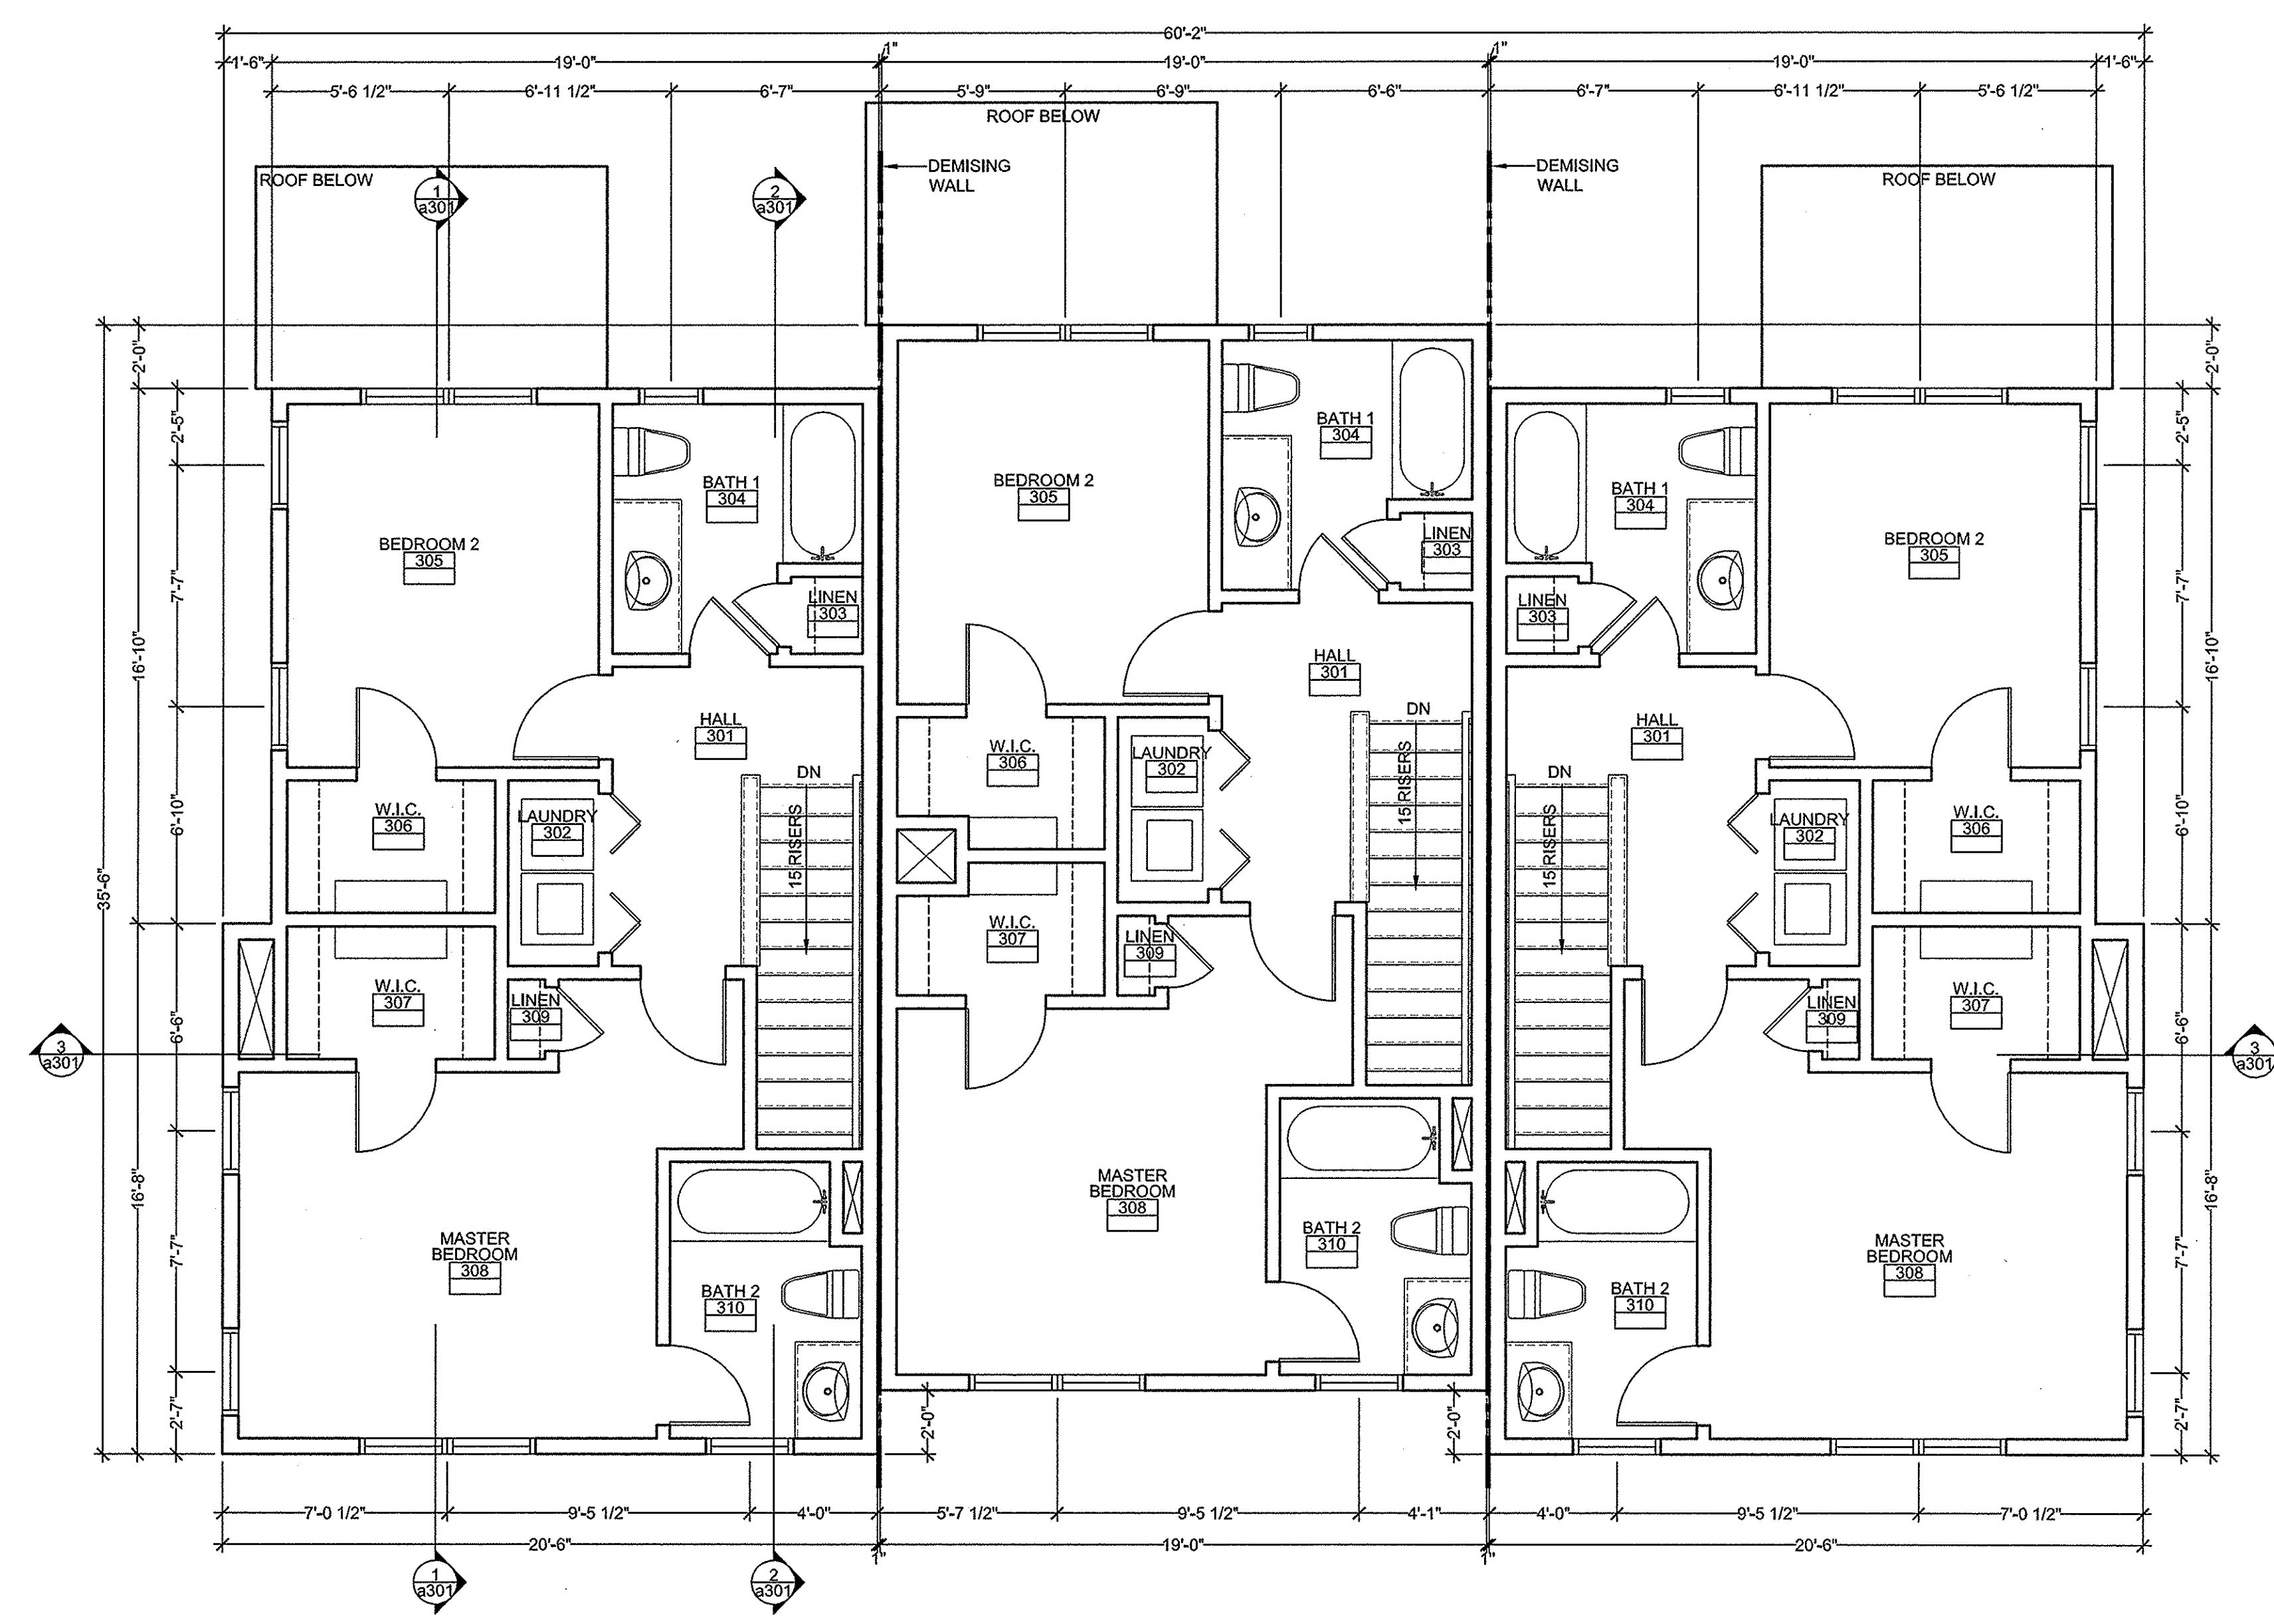 60'-2"
1'-6" 19'-0" 1" 19'-0" 1" 19'-0" 1'-6"
5'-6 1/2" 6'-11 1/2" 6'-7" 5'-9" 6'-9" 6'-6" 6'-7" 6'-11 1/2" 5'-6 1/2"
ROOF BELOW
ROOF BELOW
ROOF BELOW
DEMISING
WALL
DEMISING
WALL
1
a301
2
a301
35'-6"
2'-0"
16'-10"
16'-8"
2'-5"
7'-7"
6'-10"
6'-6"
7'-7"
2'-7"
3
a301
BEDROOM 2
305
BATH 1
304
LINEN
303
HALL
301
DN
15 RISERS
W.I.C.
306
LAUNDRY
302
W.I.C.
307
LINEN
309
MASTER
BEDROOM
308
BATH 2
310
BEDROOM 2
305
BATH 1
304
LINEN
303
HALL
301
DN
15 RISERS
W.I.C.
306
LAUNDRY
302
W.I.C.
307
LINEN
309
MASTER
BEDROOM
308
BATH 2
310
BATH 1
304
BEDROOM 2
305
LINEN
303
HALL
301
DN
15 RISERS
LAUNDRY
302
W.I.C.
306
W.I.C.
307
LINEN
309
MASTER
BEDROOM
308
BATH 2
310
2'-0"
2'-5"
7'-7"
16'-10"
6'-10"
6'-6"
16'-8"
7'-7"
2'-7"
3
a301
2'-0"
2'-0"
7'-0 1/2" 9'-5 1/2" 4'-0" 5'-7 1/2" 9'-5 1/2" 4'-1" 4'-0" 9'-5 1/2" 7'-0 1/2"
20'-6" 1" 19'-0" 1" 20'-6"
1
a301
2
a301